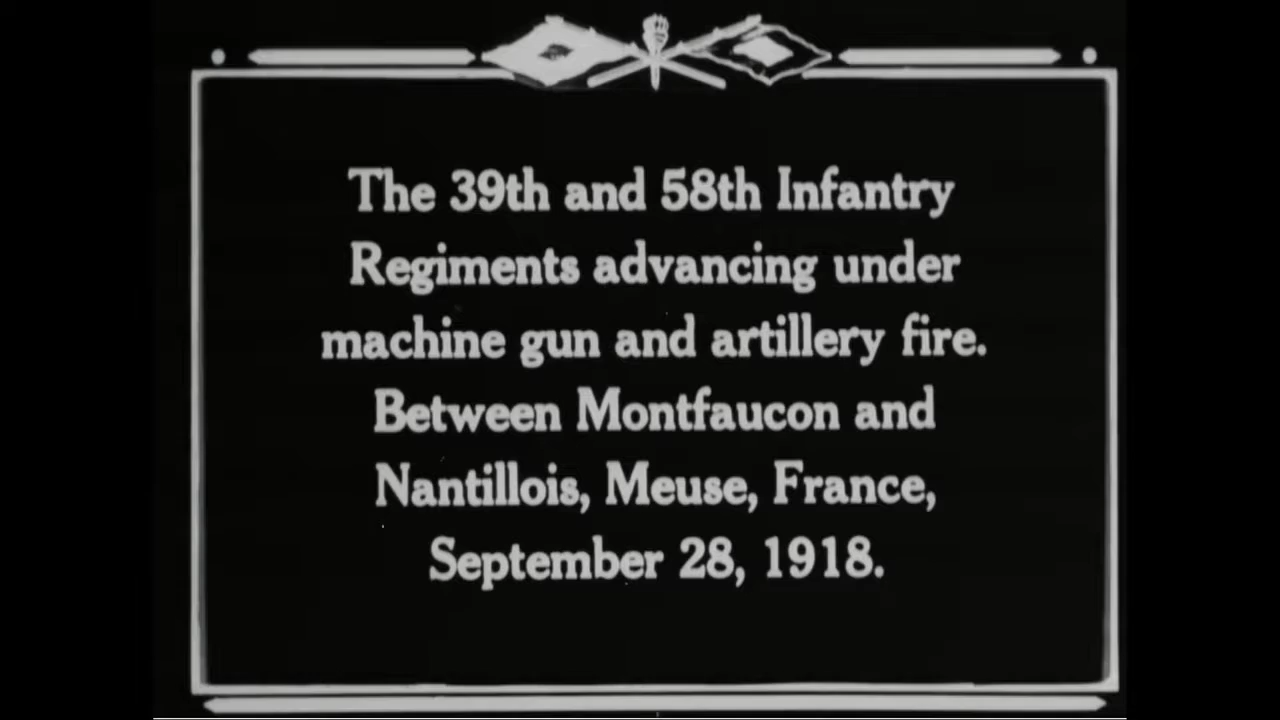 The 39th and 58th Infantry
Regiments advancing under
machine gun and artillery fire.
Between Montfaucon and
Nantillois, Meuse, France,
September 28, 1918.